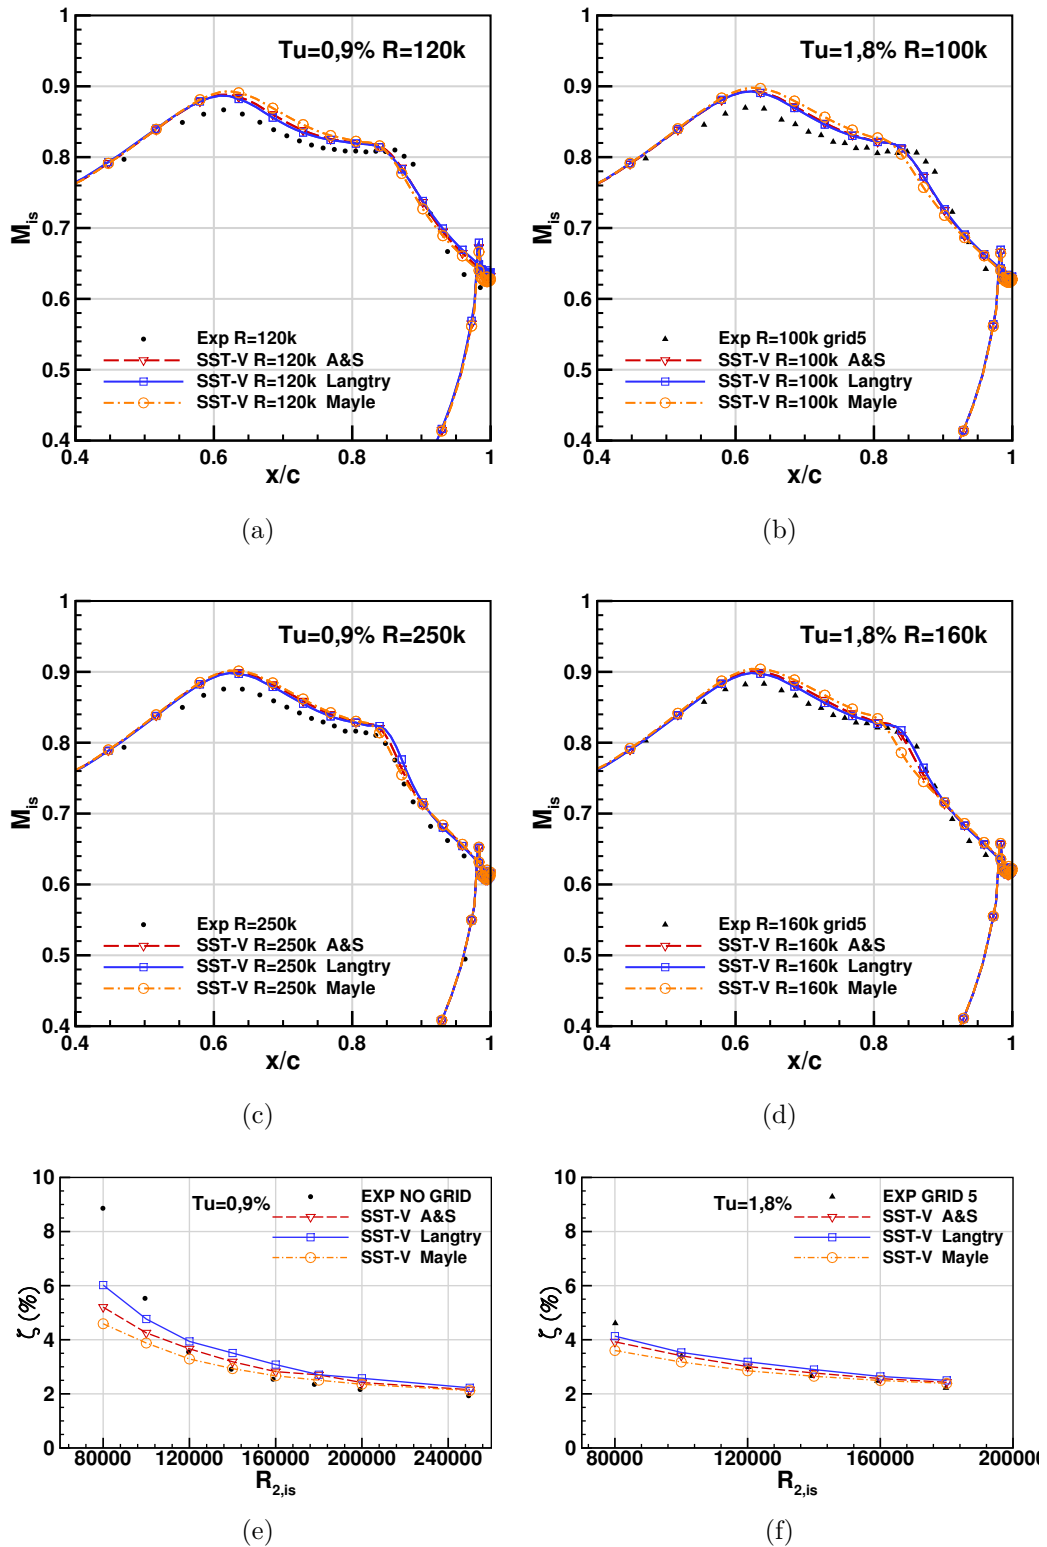 1
0.9
0.8
0.7
0.6
0.5
0.4
M_is
Tu=0,9% R=120k
Exp R=120k
SST-V R=120k A&S
SST-V R=120k Langtry
SST-V R=120k Mayle
0.4 0.6 0.8 1
x/c
(a)
1
0.9
0.8
0.7
0.6
0.5
0.4
M_is
Tu=1,8% R=100k
Exp R=100k grid5
SST-V R=100k A&S
SST-V R=100k Langtry
SST-V R=100k Mayle
0.4 0.6 0.8 1
x/c
(b)
1
0.9
0.8
0.7
0.6
0.5
0.4
M_is
Tu=0,9% R=250k
Exp R=250k
SST-V R=250k A&S
SST-V R=250k Langtry
SST-V R=250k Mayle
0.4 0.6 0.8 1
x/c
(c)
1
0.9
0.8
0.7
0.6
0.5
0.4
M_is
Tu=1,8% R=160k
Exp R=160k grid5
SST-V R=160k A&S
SST-V R=160k Langtry
SST-V R=160k Mayle
0.4 0.6 0.8 1
x/c
(d)
10
8
6
4
2
0
ζ (%)
Tu=0,9%
EXP NO GRID
SST-V A&S
SST-V Langtry
SST-V Mayle
80000 120000 160000 200000 240000
R_2,is
(e)
10
8
6
4
2
0
ζ (%)
Tu=1,8%
EXP GRID 5
SST-V A&S
SST-V Langtry
SST-V Mayle
80000 120000 160000 200000
R_2,is
(f)